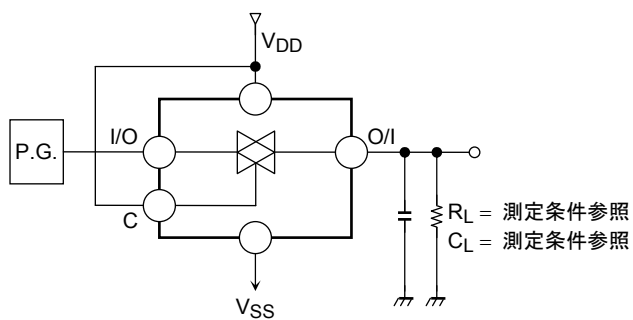 VDD
P.G.
I/O
O/I
C
RL = 測定条件参照
CL = 測定条件参照
VSS